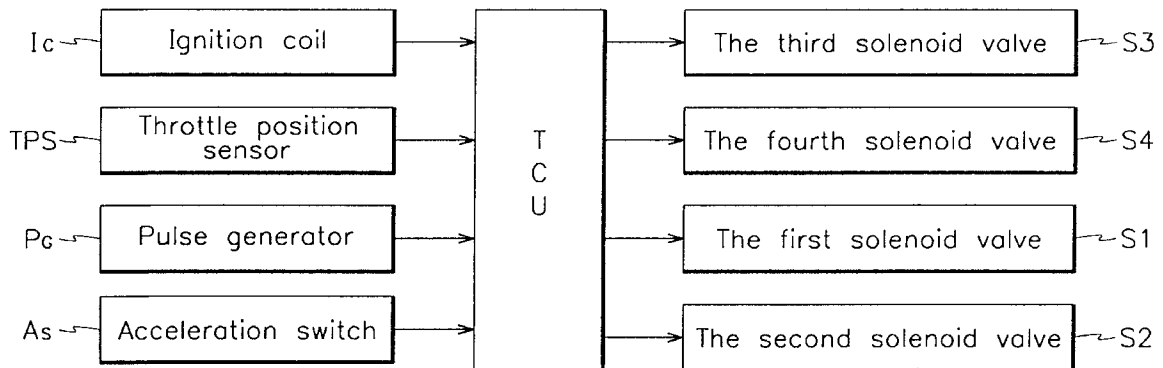 Ic
Ignition coil
The third solenoid valve
S3
TPS
Throttle position
sensor
T
C
U
The fourth solenoid valve
S4
PG
Pulse generator
The first solenoid valve
S1
As
Acceleration switch
The second solenoid valve
S2